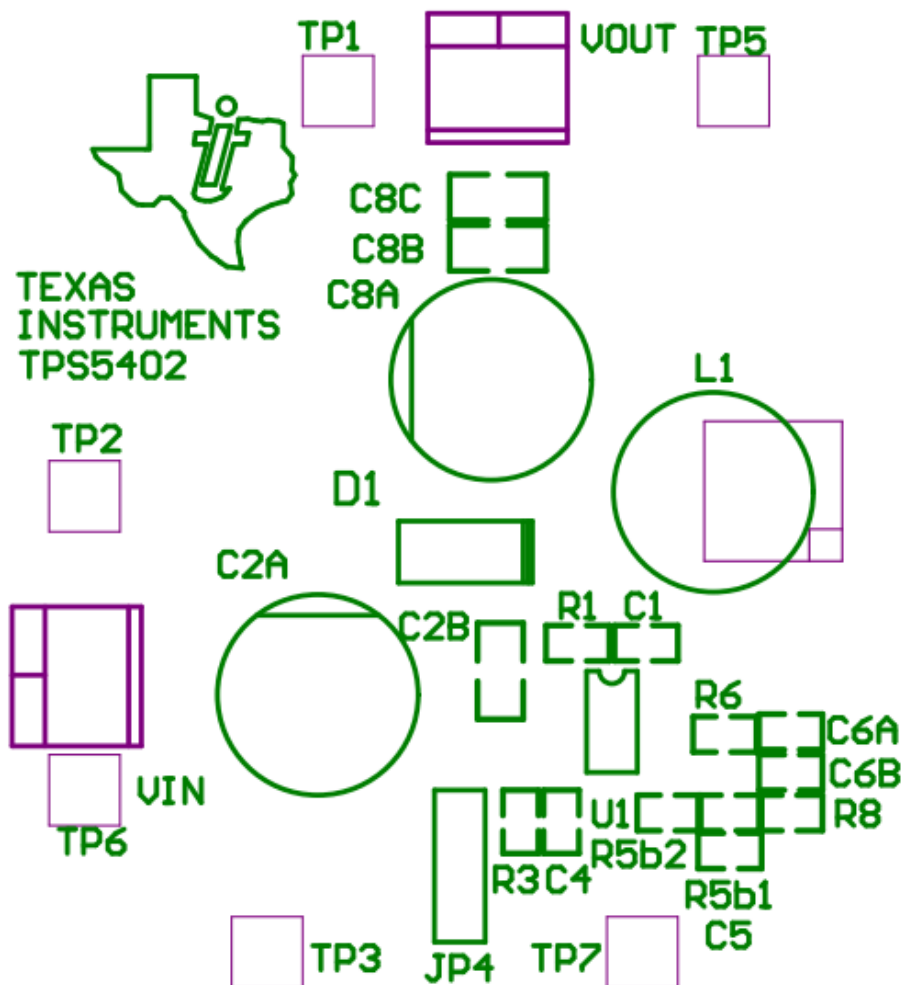 TP1
VOUT
TP5
C8C
C8B
C8A
TEXAS
INSTRUMENTS
TPS5402
L1
TP2
D1
C2A
C2B
R1
C1
R6
C6A
C6B
VIN
U1
R8
TP6
R5b2
R3
C4
R5b1
C5
TP3
JP4
TP7